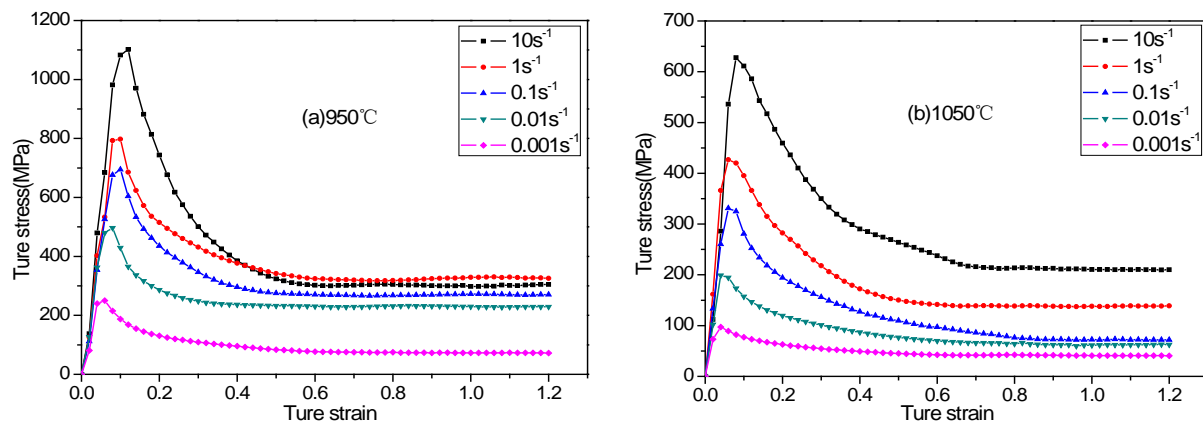 1200
1000
800
600
400
200
0
0.0 0.2 0.4 0.6 0.8 1.0 1.2
Ture stress(MPa)
Ture strain
(a)950℃
10s⁻¹
1s⁻¹
0.1s⁻¹
0.01s⁻¹
0.001s⁻¹
700
600
500
400
300
200
100
0
0.0 0.2 0.4 0.6 0.8 1.0 1.2
Ture stress(MPa)
Ture strain
(b)1050℃
10s⁻¹
1s⁻¹
0.1s⁻¹
0.01s⁻¹
0.001s⁻¹